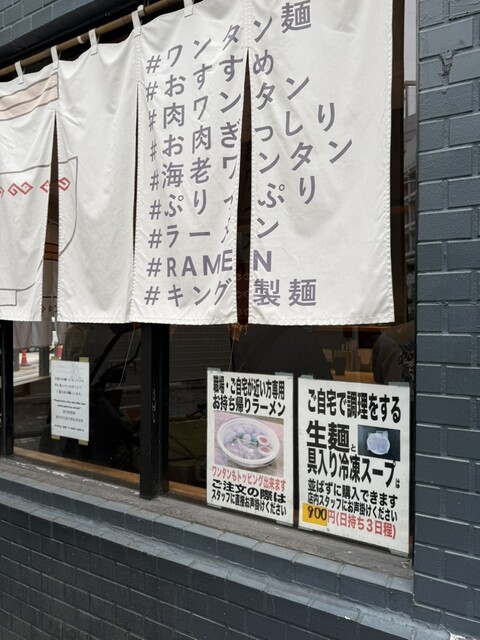 #ワンタン麺
#おすすめ
#肉ワンタン
#お肉ぎっしり
#海老ワンタン
#ぷりっぷり
#ラーメン
#RAMEN
#キング製麺
職場・ご自宅が近い方専用
お持ち帰りラーメン
ワンタンもトッピング出来ます
ご注文の際は
スタッフに直接お声掛けください
ご自宅で調理をする
生麺と
具入り冷凍スープは
並ばずに購入できます
店内スタッフにお声掛けください
900円(日持ち3日程)